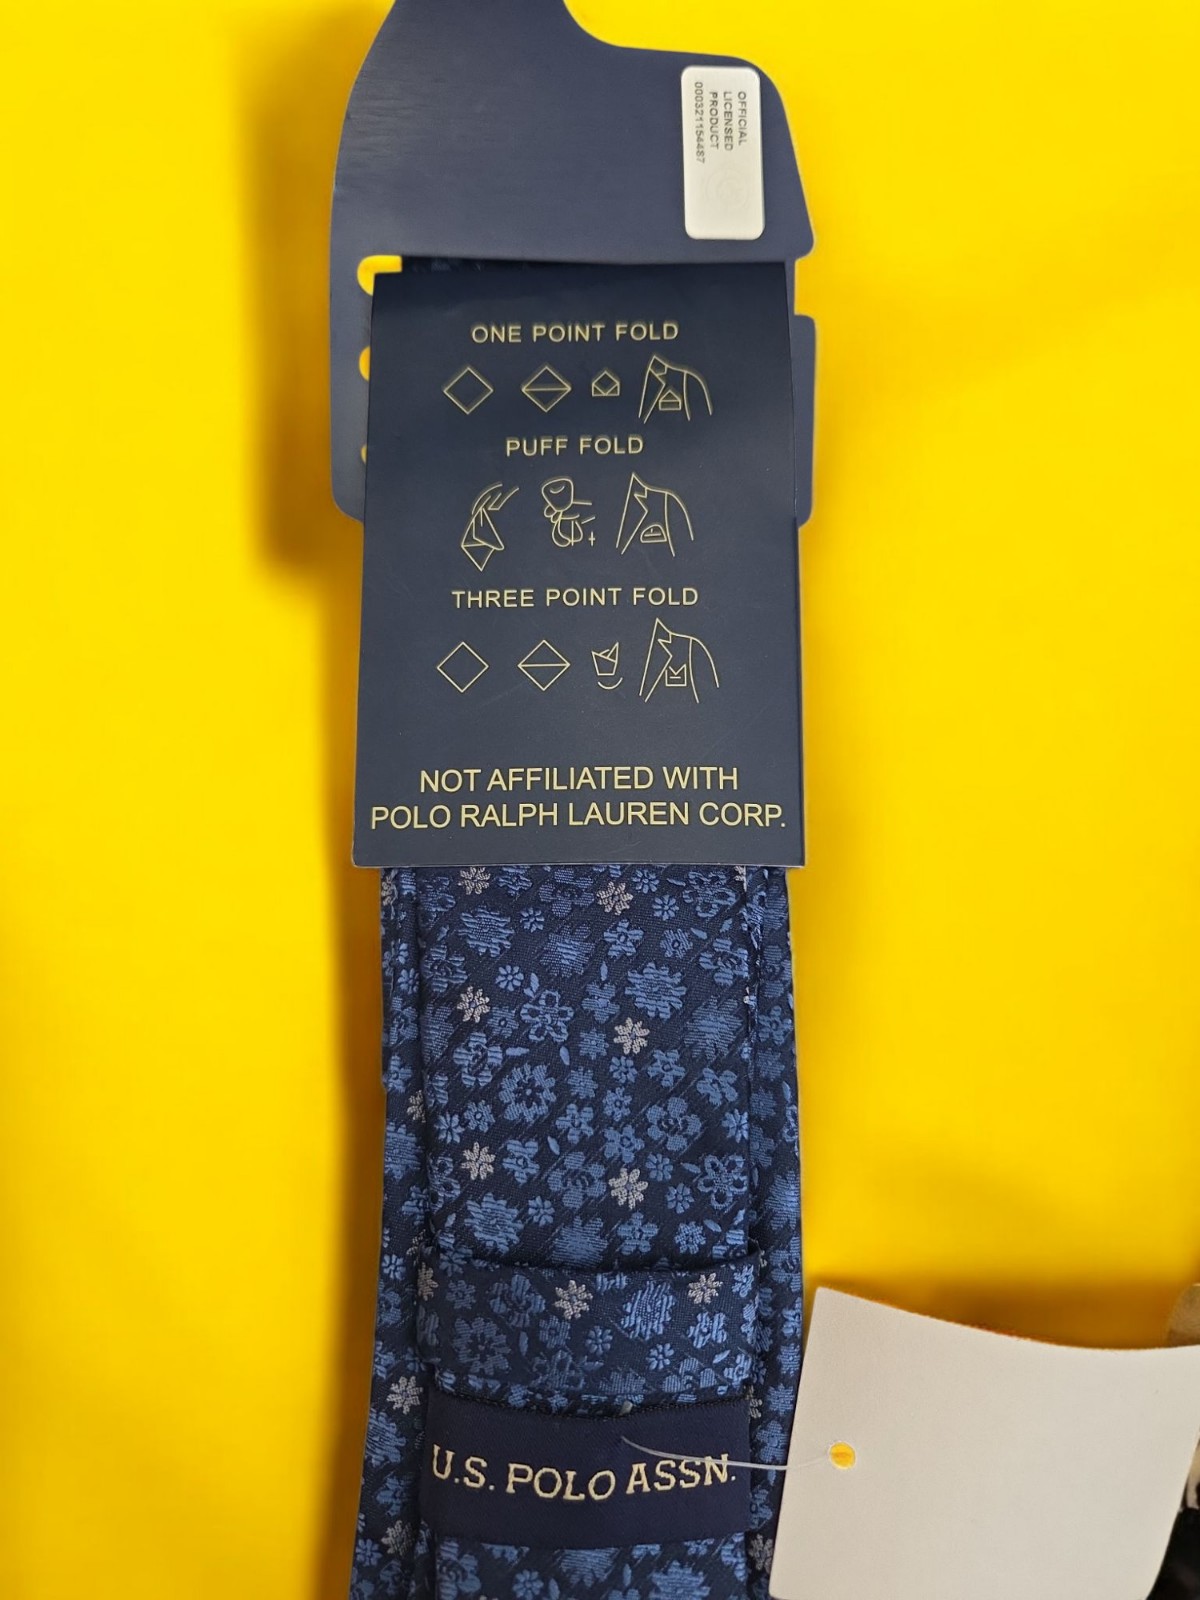 OFFICIAL
LICENSED
PRODUCT
000321154487
ONE POINT FOLD
PUFF FOLD
THREE POINT FOLD
NOT AFFILIATED WITH
POLO RALPH LAUREN CORP.
U.S. POLO ASSN.